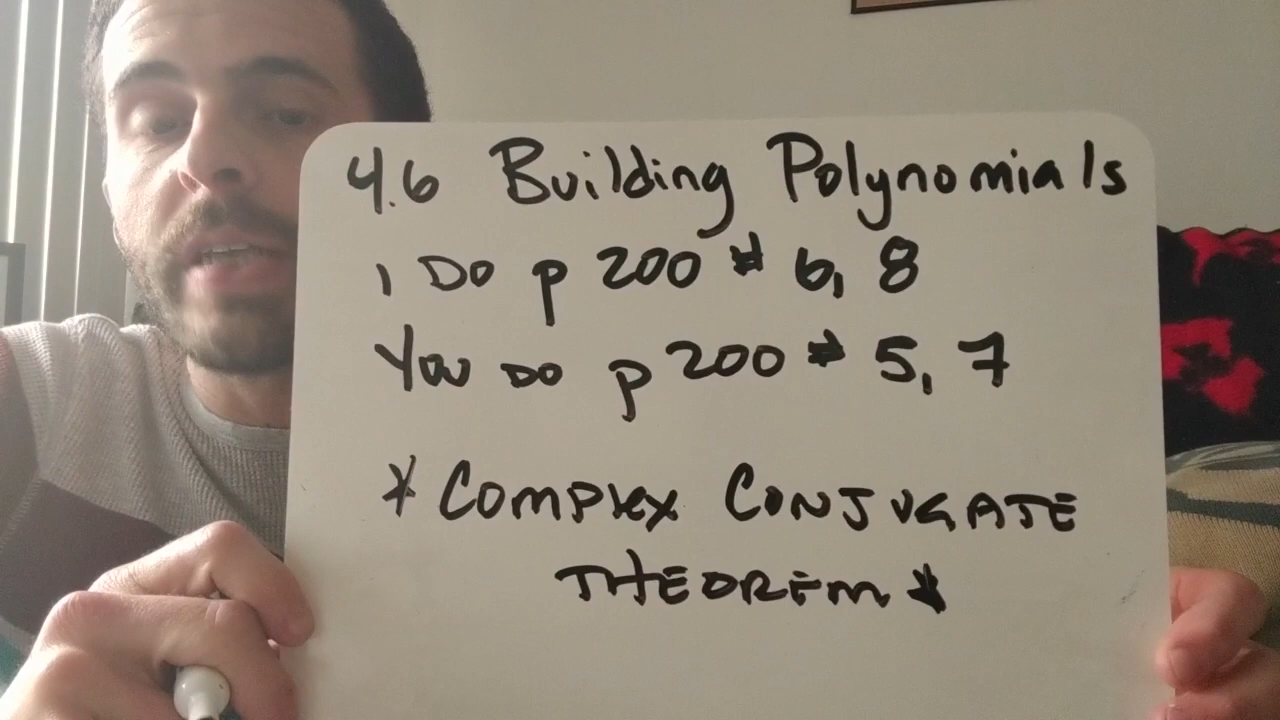 4.6 Building Polynomials
I DO p 200 # 6, 8
YOU DO p 200 # 5, 7
* COMPLEX CONJUGATE
THEOREM *